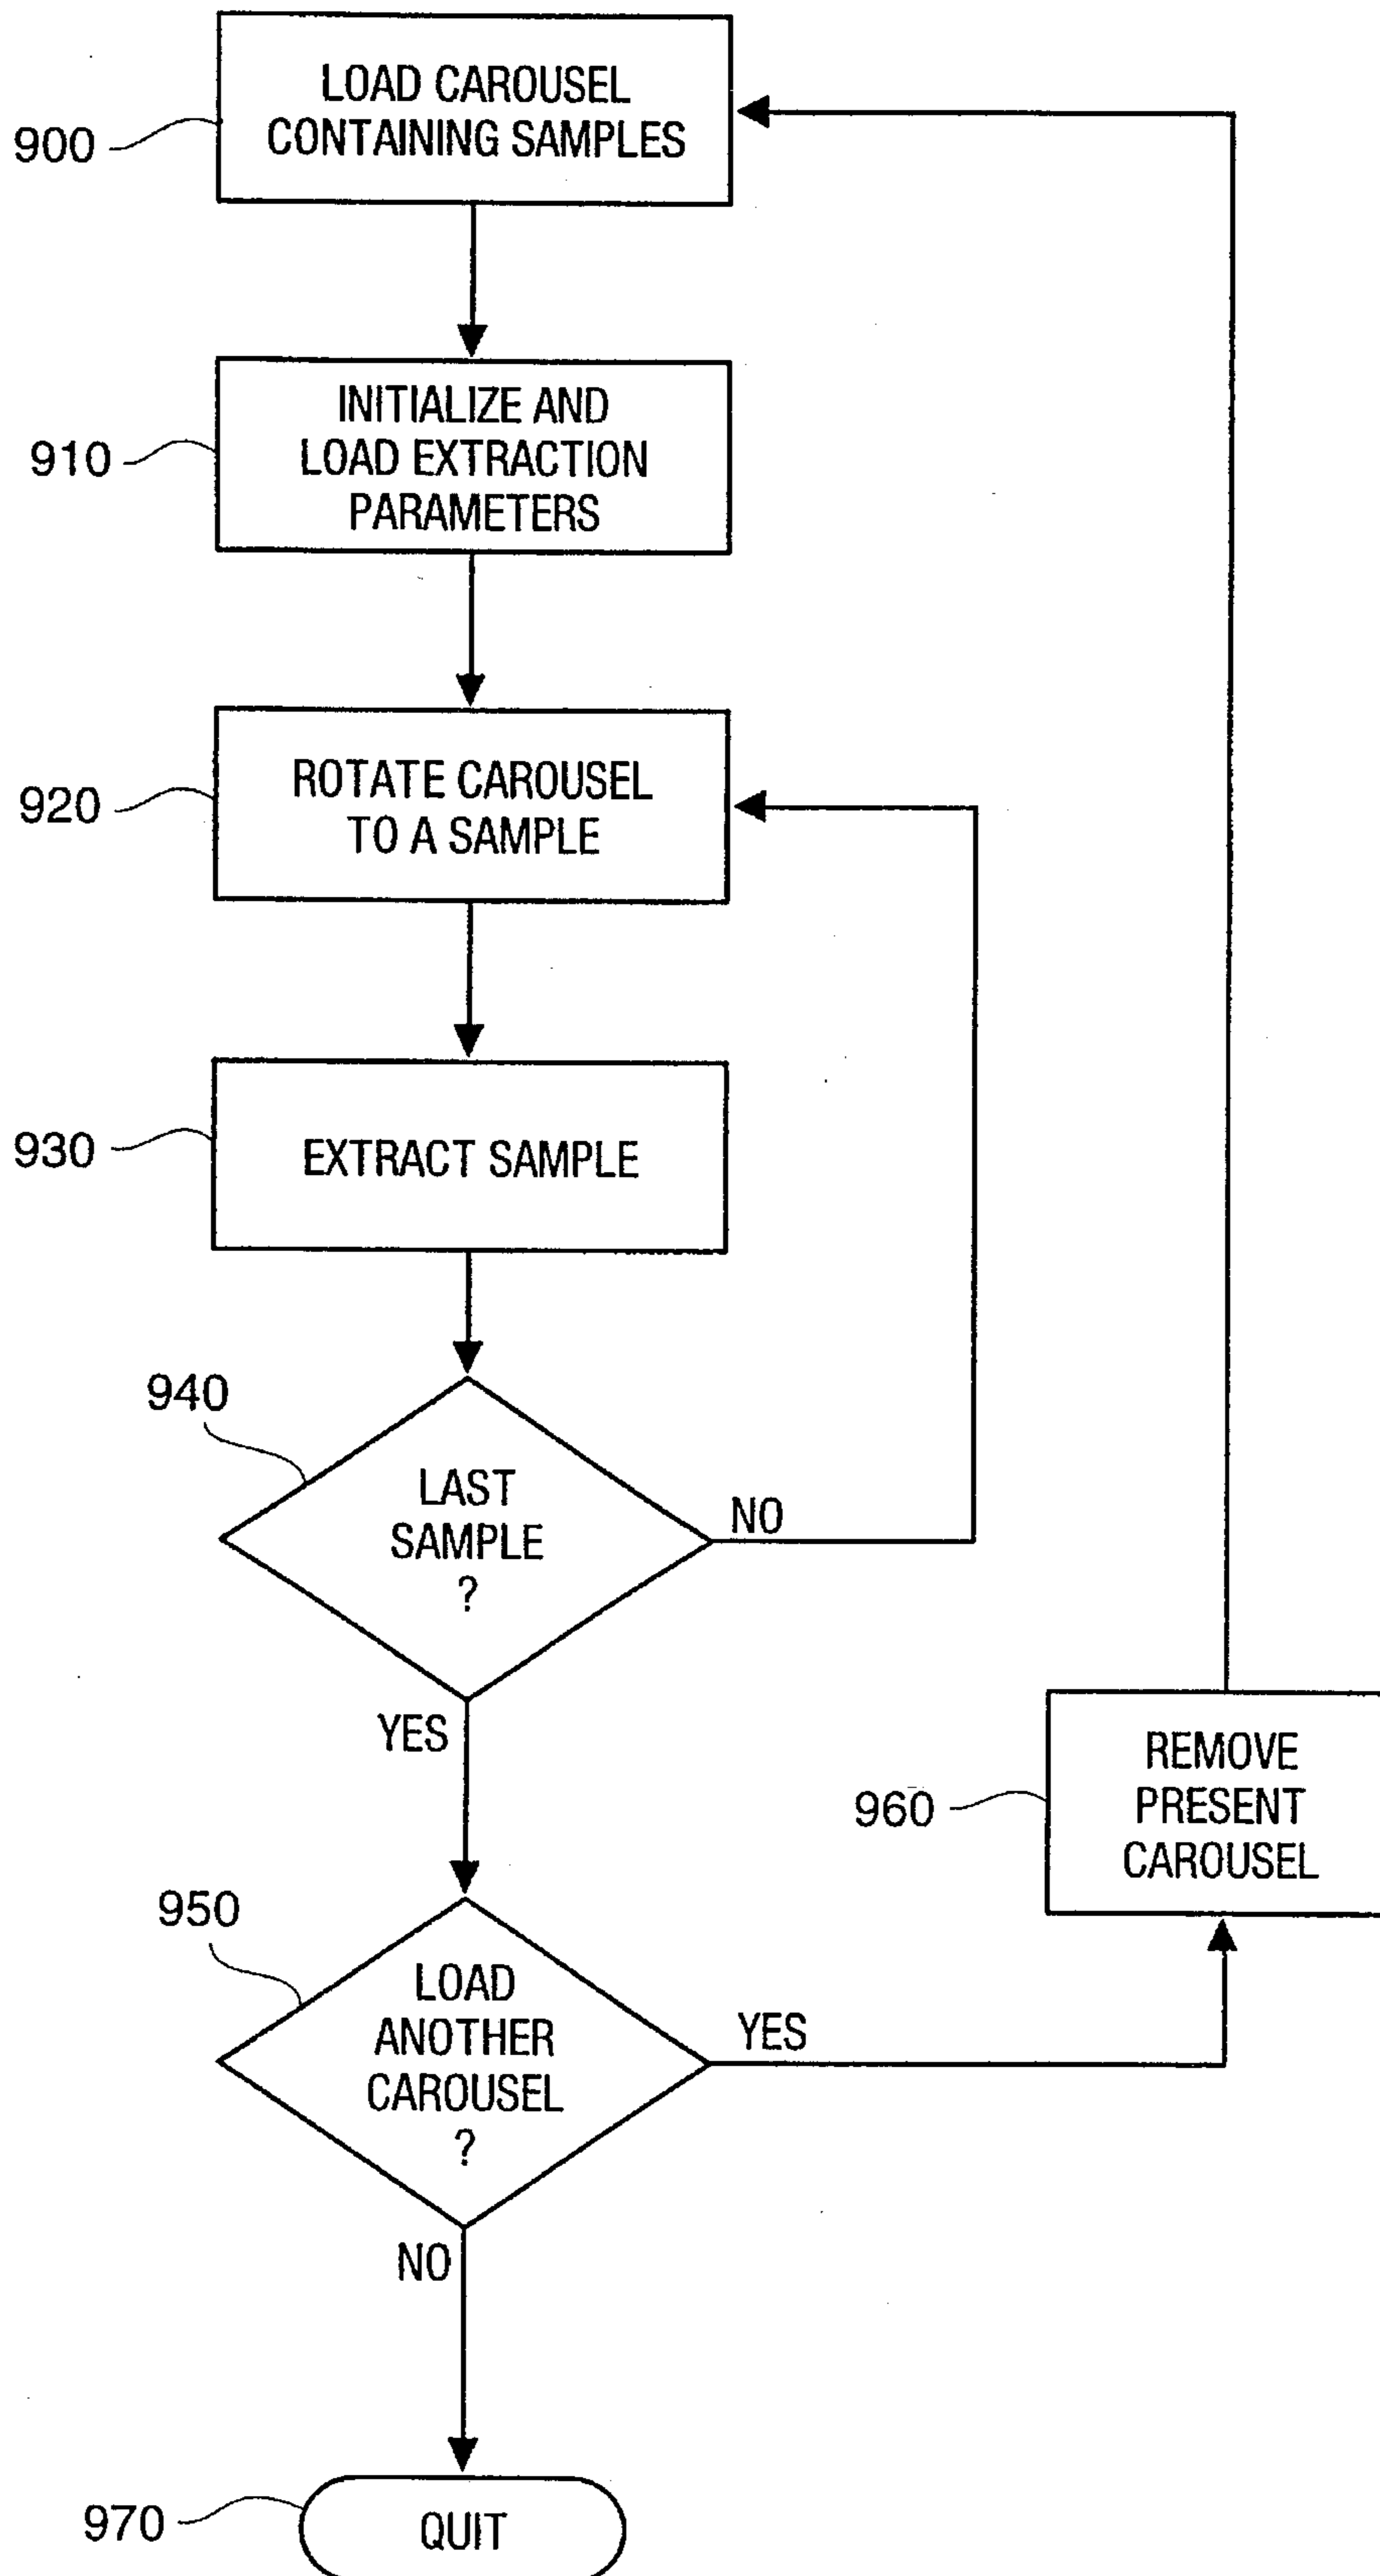 LOAD CAROUSEL
CONTAINING SAMPLES
900
INITIALIZE AND
LOAD EXTRACTION
PARAMETERS
910
ROTATE CAROUSEL
TO A SAMPLE
920
EXTRACT SAMPLE
930
940
LAST
SAMPLE
?
NO
YES
REMOVE
PRESENT
CAROUSEL
960
950
LOAD
ANOTHER
CAROUSEL
?
YES
NO
QUIT
970